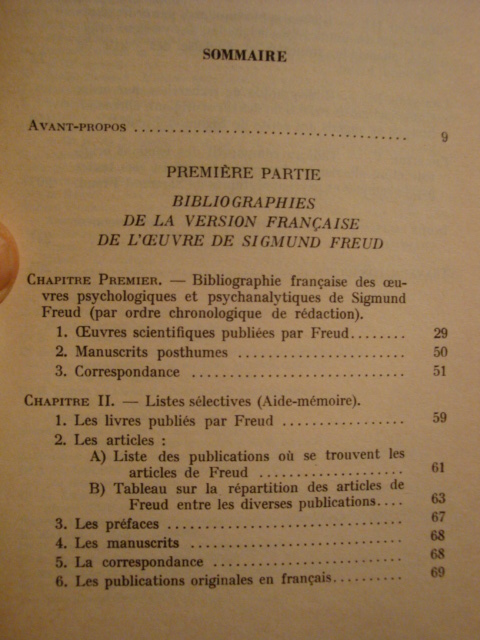 SOMMAIRE
AVANT-PROPOS .................................. 9
PREMIÈRE PARTIE
BIBLIOGRAPHIES
DE LA VERSION FRANÇAISE
DE L'ŒUVRE DE SIGMUND FREUD
CHAPITRE PREMIER. — Bibliographie française des œu-
vres psychologiques et psychanalytiques de Sigmund
Freud (par ordre chronologique de rédaction).
1. Œuvres scientifiques publiées par Freud........ 29
2. Manuscrits posthumes ..................... 50
3. Correspondance ........................... 51
CHAPITRE II. — Listes sélectives (Aide-mémoire).
1. Les livres publiés par Freud ............... 59
2. Les articles :
A) Liste des publications où se trouvent les
articles de Freud .................. 61
B) Tableau sur la répartition des articles de
Freud entre les diverses publications.... 63
3. Les préfaces ............................. 67
4. Les manuscrits ........................... 68
5. La correspondance ........................ 68
6. Les publications originales en français.......... 69